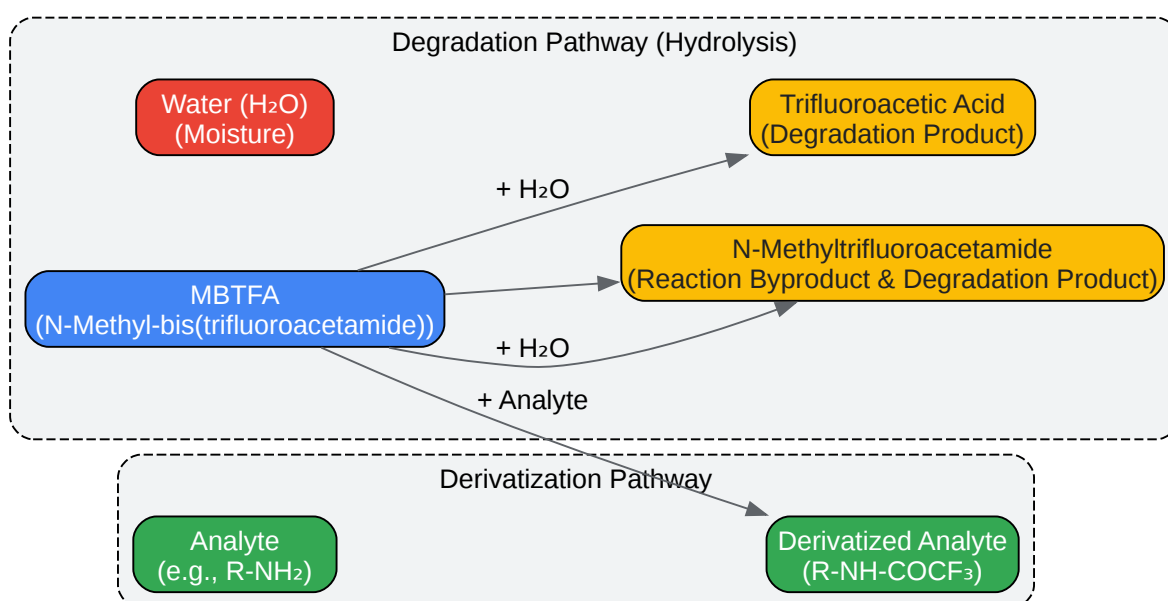 Degradation Pathway (Hydrolysis)
Water (H₂O)
(Moisture)
Trifluoroacetic Acid
(Degradation Product)
+ H₂O
N-Methyltrifluoroacetamide
(Reaction Byproduct & Degradation Product)
MBTFA
(N-Methyl-bis(trifluoroacetamide))
+ H₂O
+ Analyte
Derivatization Pathway
Analyte
(e.g., R-NH₂)
Derivatized Analyte
(R-NH-COCF₃)